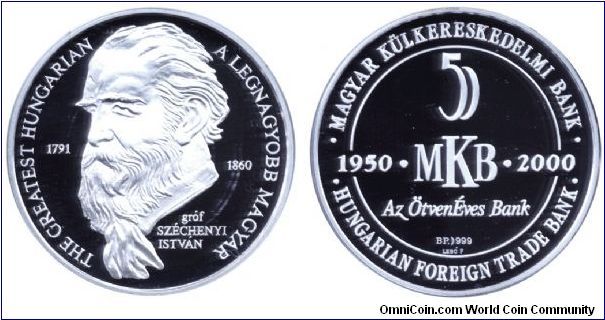 THE GREATEST HUNGARIAN
A LEGNAGYOBB MAGYAR
1791
1860
gróf
SZÉCHENYI
ISTVÁN
MAGYAR KÜLKERESKEDELMI BANK
50
1950 • MKB • 2000
Az ÖtvenÉves Bank
BP.1999
HUNGARIAN FOREIGN TRADE BANK
OmniCoin.com World Coin Community